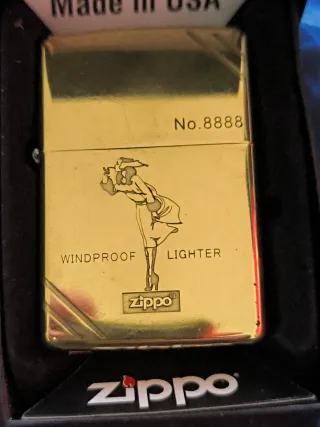 Made in USA
No.8888
WINDPROOF LIGHTER
zippo
zippo